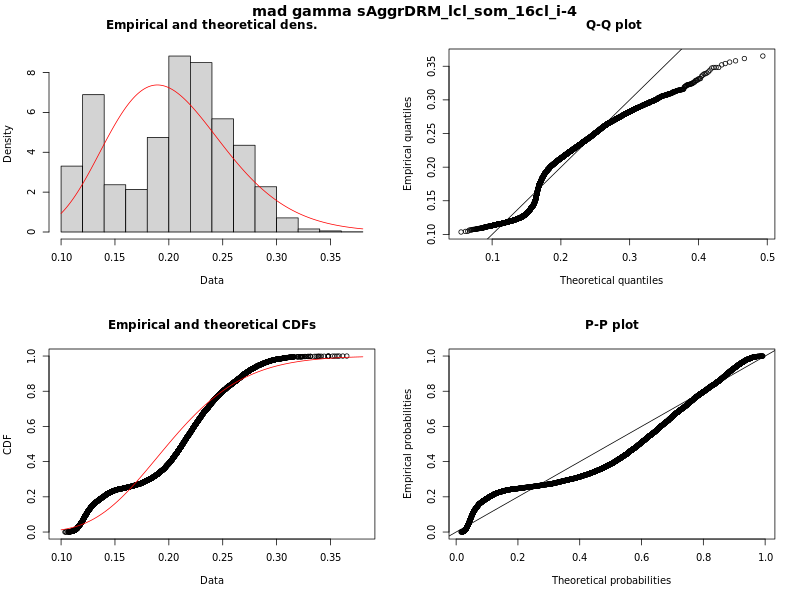 mad gamma sAggrDRM_lcl_som_16cl_i-4
Empirical and theoretical dens.
Density
0 2 4 6 8
0.10 0.15 0.20 0.25 0.30 0.35
Data
Q-Q plot
Empirical quantiles
0.10 0.15 0.20 0.25 0.30 0.35
0.1 0.2 0.3 0.4 0.5
Theoretical quantiles
Empirical and theoretical CDFs
CDF
0.0 0.2 0.4 0.6 0.8 1.0
0.10 0.15 0.20 0.25 0.30 0.35
Data
P-P plot
Empirical probabilities
0.0 0.2 0.4 0.6 0.8 1.0
0.0 0.2 0.4 0.6 0.8 1.0
Theoretical probabilities